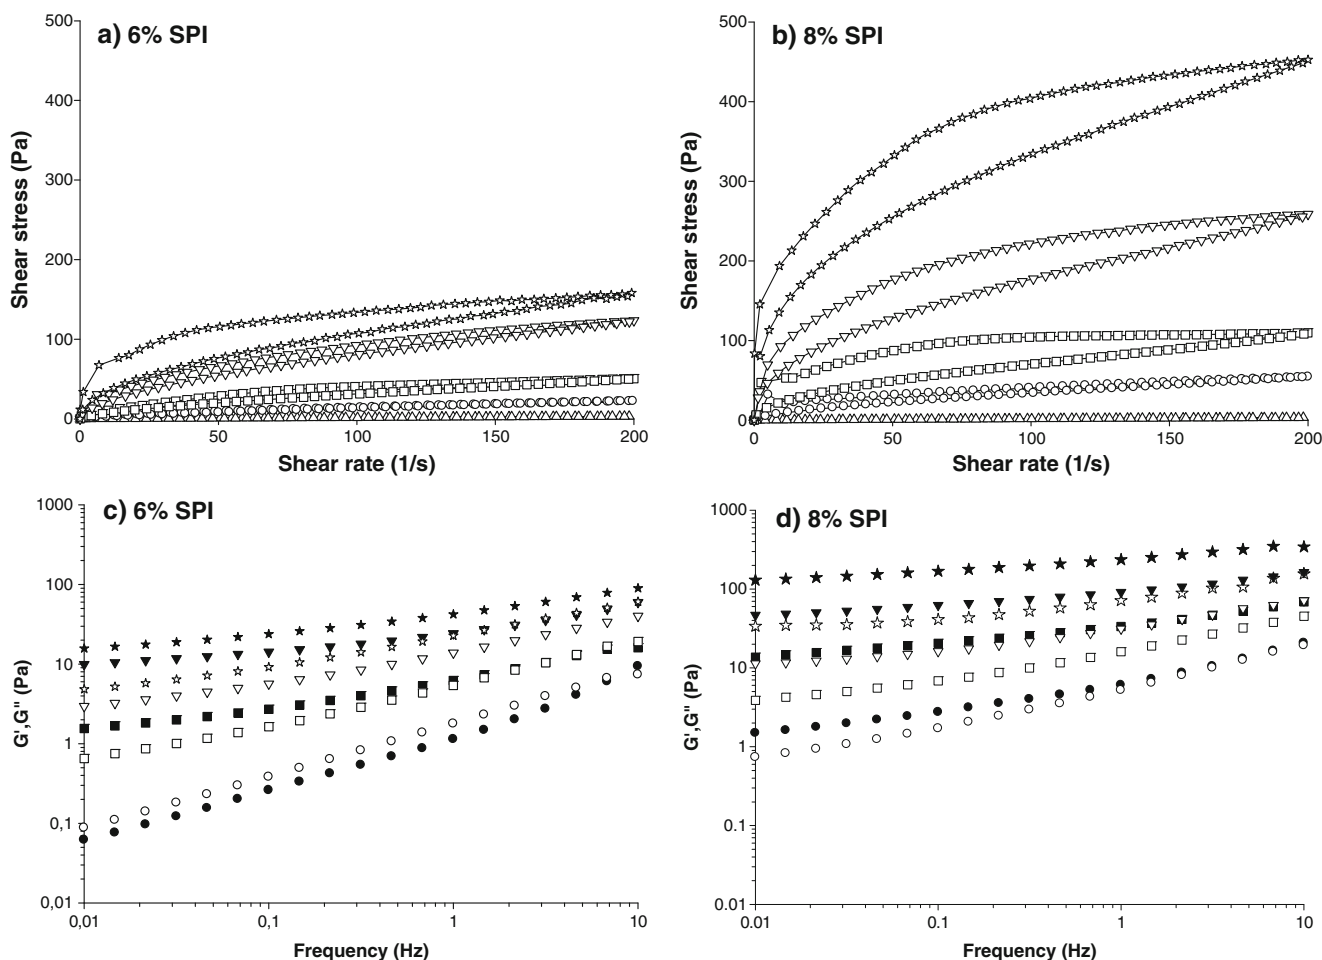 a) 6% SPI
500
400
300
200
100
0
0 50 100 150 200
Shear stress (Pa)
Shear rate (1/s)
b) 8% SPI
500
400
300
200
100
0
0 50 100 150 200
Shear stress (Pa)
Shear rate (1/s)
c) 6% SPI
1000
100
10
1
0,1
0,01
0,01 0,1 1 10
G',G" (Pa)
Frequency (Hz)
d) 8% SPI
1000
100
10
1
0.1
0.01
0.01 0.1 1 10
G',G" (Pa)
Frequency (Hz)